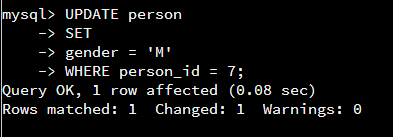 mysql> UPDATE person
    -> SET
    -> gender = 'M'
    -> WHERE person_id = 7;
Query OK, 1 row affected (0.08 sec)
Rows matched: 1  Changed: 1  Warnings: 0